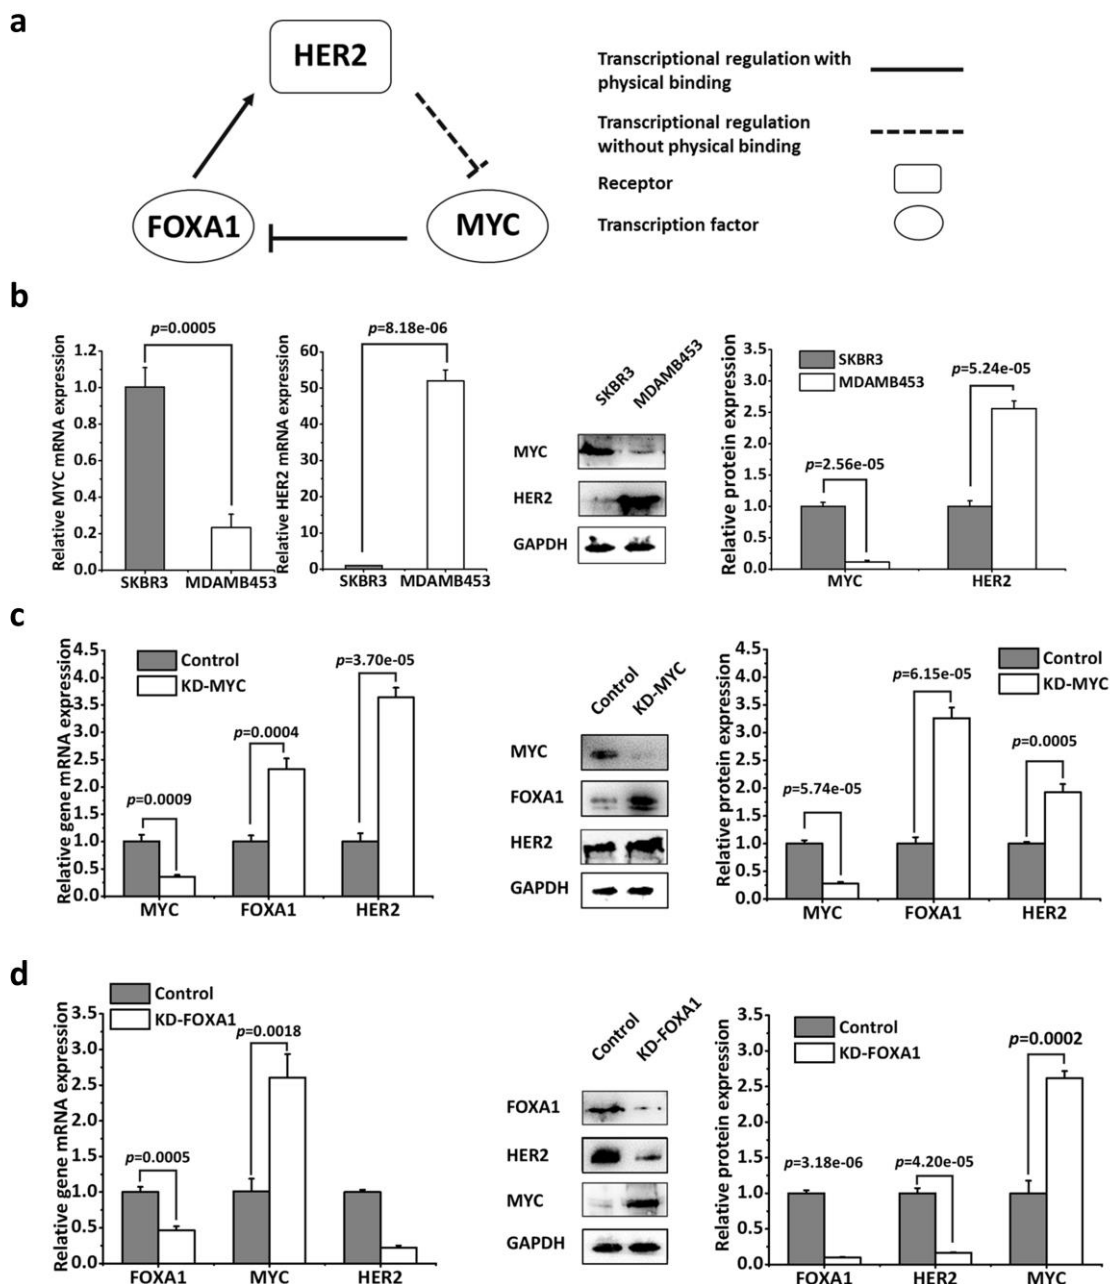 a
HER2
FOXA1
MYC
Transcriptional regulation with
physical binding
Transcriptional regulation
without physical binding
Receptor
Transcription factor
b
Relative MYC mRNA expression
1.2
1.0
0.8
0.6
0.4
0.2
0.0
p=0.0005
SKBR3
MDAMB453
Relative HER2 mRNA expression
60
50
40
30
20
10
0
p=8.18e-06
SKBR3
MDAMB453
SKBR3
MDAMB453
MYC
HER2
GAPDH
Relative protein expression
3.5
3.0
2.5
2.0
1.5
1.0
0.5
0.0
SKBR3
MDAMB453
p=2.56e-05
p=5.24e-05
MYC
HER2
c
Relative gene mRNA expression
4.5
4.0
3.5
3.0
2.5
2.0
1.5
1.0
0.5
0.0
Control
KD-MYC
p=0.0009
p=0.0004
p=3.70e-05
MYC
FOXA1
HER2
Control
KD-MYC
MYC
FOXA1
HER2
GAPDH
Relative protein expression
4.5
4.0
3.5
3.0
2.5
2.0
1.5
1.0
0.5
0.0
Control
KD-MYC
p=5.74e-05
p=6.15e-05
p=0.0005
MYC
FOXA1
HER2
d
Relative gene mRNA expression
3.5
3.0
2.5
2.0
1.5
1.0
0.5
0.0
Control
KD-FOXA1
p=0.0005
p=0.0018
FOXA1
MYC
HER2
Control
KD-FOXA1
FOXA1
HER2
MYC
GAPDH
Relative protein expression
3.5
3.0
2.5
2.0
1.5
1.0
0.5
0.0
Control
KD-FOXA1
p=3.18e-06
p=4.20e-05
p=0.0002
FOXA1
HER2
MYC